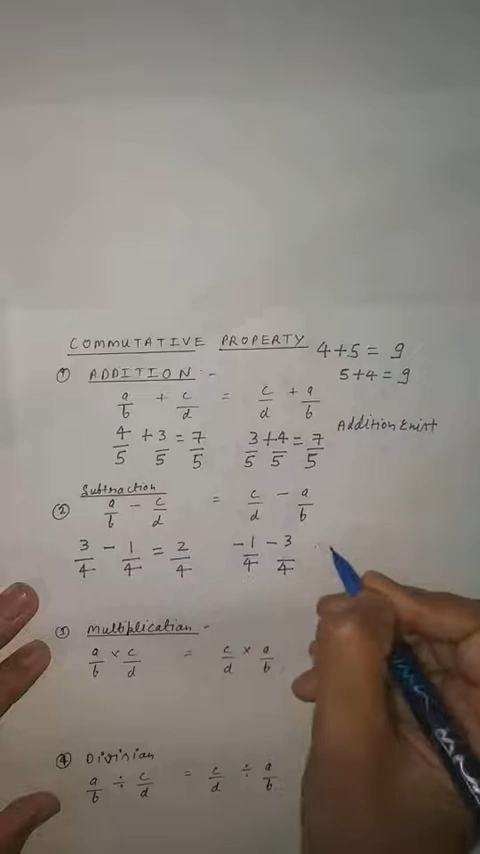 COMMUTATIVE PROPERTY
4+5 = 9
① ADDITION :-
5+4 = 9
a/b + c/d = c/d + a/b
Addition Exist
4/5 + 3/5 = 7/5 3/5 + 4/5 = 7/5
② Subtraction
a/b - c/d = c/d - a/b
3/4 - 1/4 = 2/4 -1/4 - 3/4
③ Multiplication -
a/b × c/d = c/d × a/b
④ Division
a/b ÷ c/d = c/d ÷ a/b